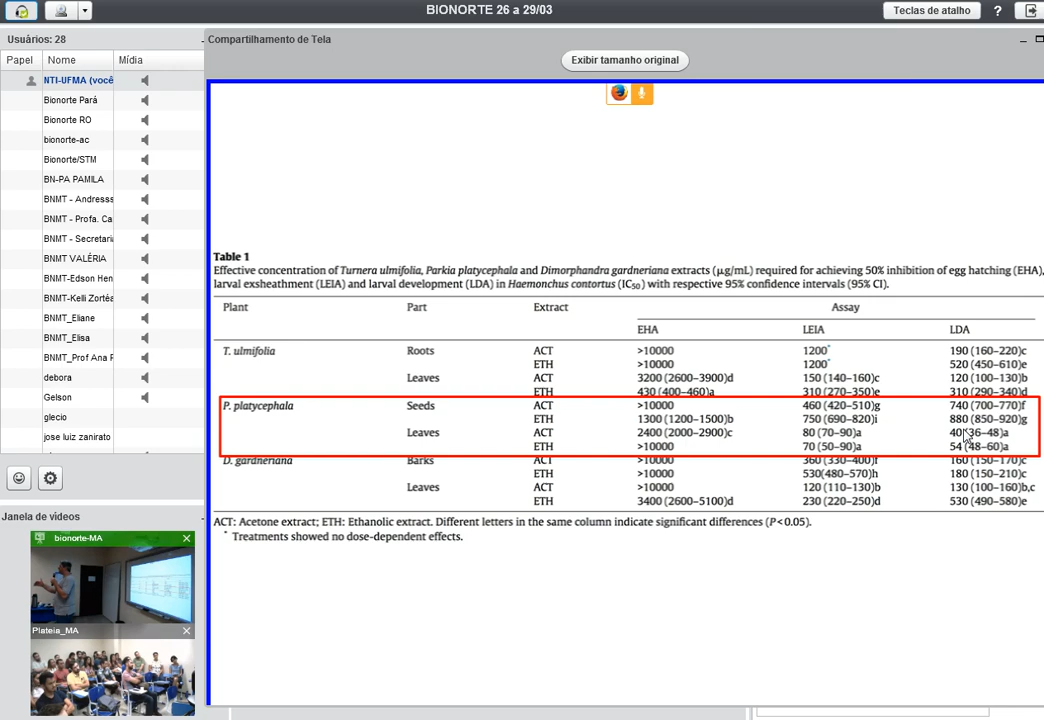 BIONORTE 26 a 29/03
Teclas de atalho
?
Usuários: 28
Papel Nome Mídia
NTI-UFMA (você
Bionorte Pará
Bionorte RO
bionorte-ac
Bionorte/STM
BN-PA PAMILA
BNMT - Andresss
BNMT - Profa. Ca
BNMT - Secretari
BNMT VALÉRIA
BNMT-Edson Hen
BNMT-Kelli Zortéa
BNMT_Eliane
BNMT_Elisa
BNMT_Prof Ana F
debora
Gelson
glecio
jose luiz zanirato
Janela de videos
bionorte-MA
Plateia_MA
Compartilhamento de Tela
Exibir tamanho original
Table 1
Effective concentration of Turnera ulmifolia, Parkia platycephala and Dimorphandra gardneriana extracts (µg/mL) required for achieving 50% inhibition of egg hatching (EHA),
larval exsheathment (LEIA) and larval development (LDA) in Haemonchus contortus (IC50) with respective 95% confidence intervals (95% CI).
Plant Part Extract Assay
EHA LEIA LDA
T. ulmifolia Roots ACT >10000 1200* 190 (160–220)c
ETH >10000 1200* 520 (450–610)e
Leaves ACT 3200 (2600–3900)d 150 (140–160)c 120 (100–130)b
ETH 430 (400–460)a 310 (270–350)e 310 (290–340)d
P. platycephala Seeds ACT >10000 460 (420–510)g 740 (700–770)f
ETH 1300 (1200–1500)b 750 (690–820)i 880 (850–920)g
Leaves ACT 2400 (2000–2900)c 80 (70–90)a 40 (36–48)a
ETH >10000 70 (50–90)a 54 (48–60)a
D. gardneriana Barks ACT >10000 360 (330–400)f 160 (150–170)c
ETH >10000 530(480–570)h 180 (150–210)c
Leaves ACT >10000 120 (110–130)b 130 (100–160)b,c
ETH 3400 (2600–5100)d 230 (220–250)d 530 (490–580)e
ACT: Acetone extract; ETH: Ethanolic extract. Different letters in the same column indicate significant differences (P < 0.05).
* Treatments showed no dose-dependent effects.